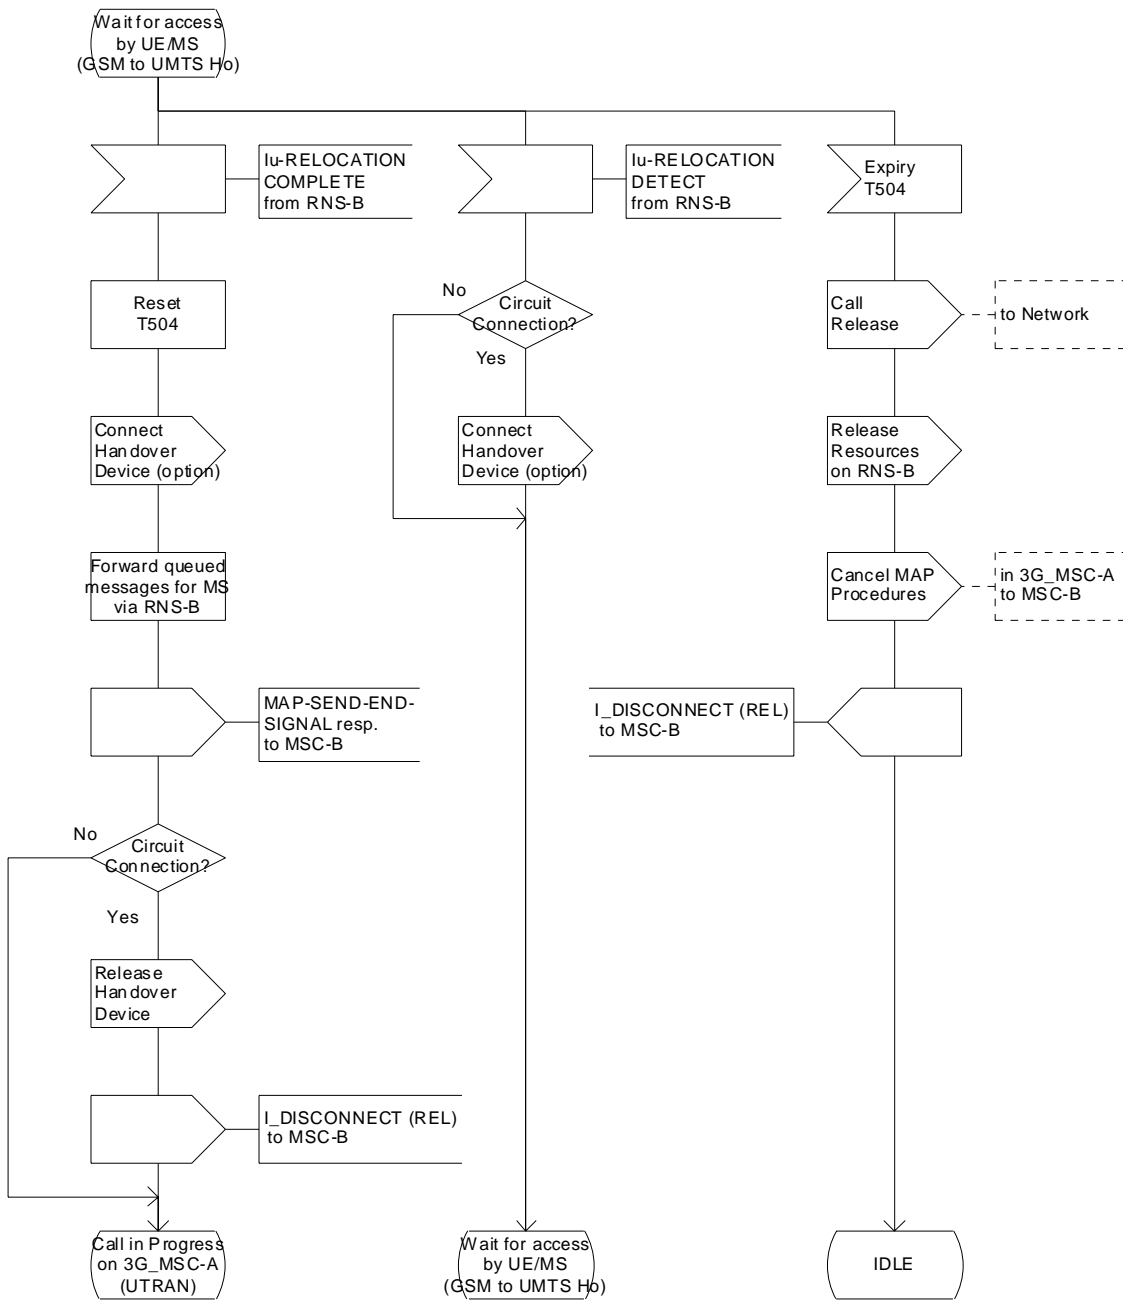 Wait for access
by UE/MS
(GSM to UMTS Ho)
Iu-RELOCATION
COMPLETE
from RNS-B
Iu-RELOCATION
DETECT
from RNS-B
Expiry
T504
Reset
T504
No
Circuit
Connection?
Yes
Call
Release
to Network
Connect
Handover
Device (option)
Connect
Handover
Device (option)
Release
Resources
on RNS-B
Forward queued
messages for MS
via RNS-B
Cancel MAP
Procedures
in 3G_MSC-A
to MSC-B
MAP-SEND-END-
SIGNAL resp.
to MSC-B
I_DISCONNECT (REL)
to MSC-B
No
Circuit
Connection?
Yes
Release
Handover
Device
I_DISCONNECT (REL)
to MSC-B
Call in Progress
on 3G_MSC-A
(UTRAN)
Wait for access
by UE/MS
(GSM to UMTS Ho)
IDLE